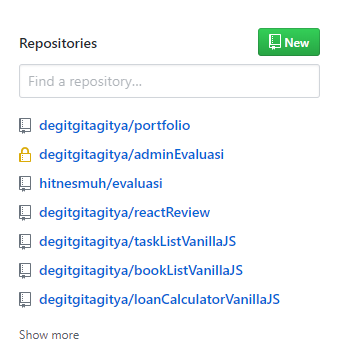 Repositories
New
Find a repository...
degitgitagitya/portfolio
degitgitagitya/adminEvaluasi
hitnesmuh/evaluasi
degitgitagitya/reactReview
degitgitagitya/taskListVanillaJS
degitgitagitya/bookListVanillaJS
degitgitagitya/loanCalculatorVanillaJS
Show more